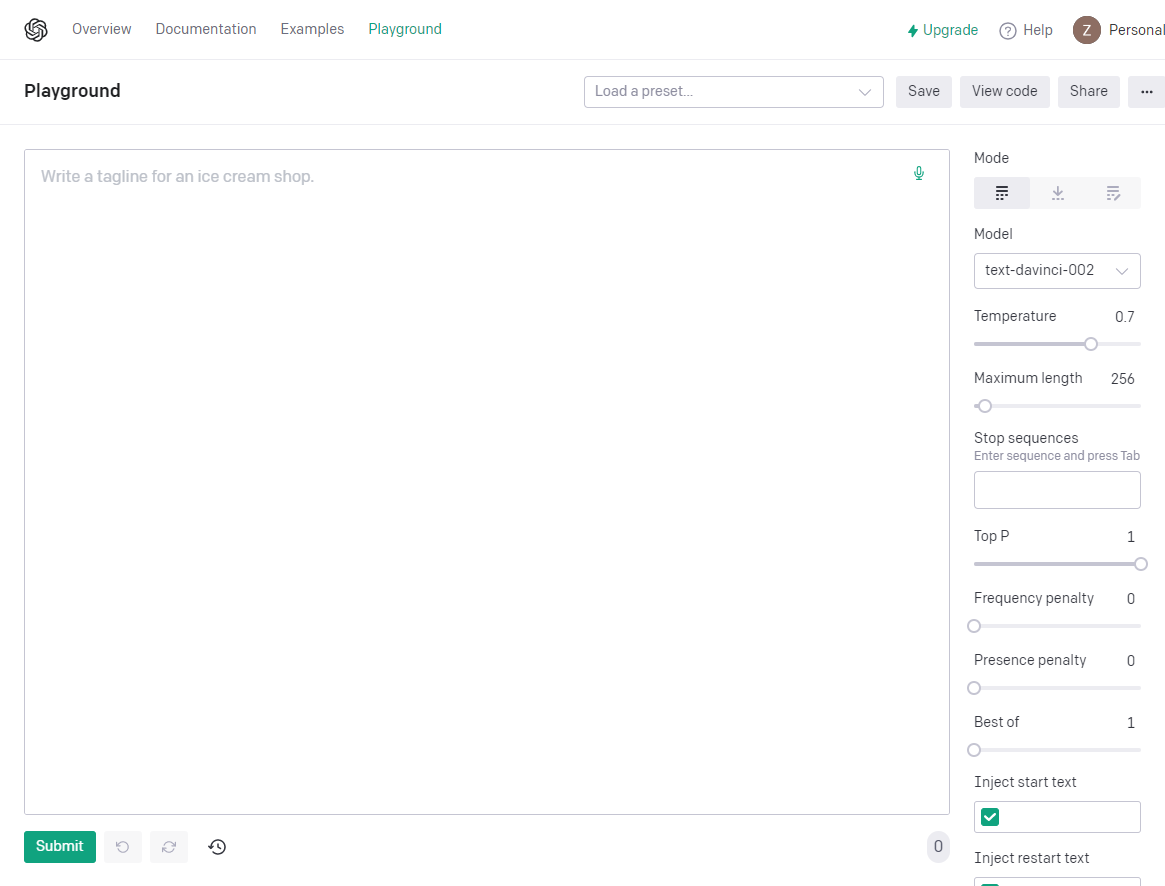 Overview Documentation Examples Playground Upgrade ? Help Z Personal
Playground Load a preset... Save View code Share ...
Write a tagline for an ice cream shop.
Mode
Model
text-davinci-002
Temperature 0.7
Maximum length 256
Stop sequences
Enter sequence and press Tab
Top P 1
Frequency penalty 0
Presence penalty 0
Best of 1
Inject start text
Submit 0
Inject restart text